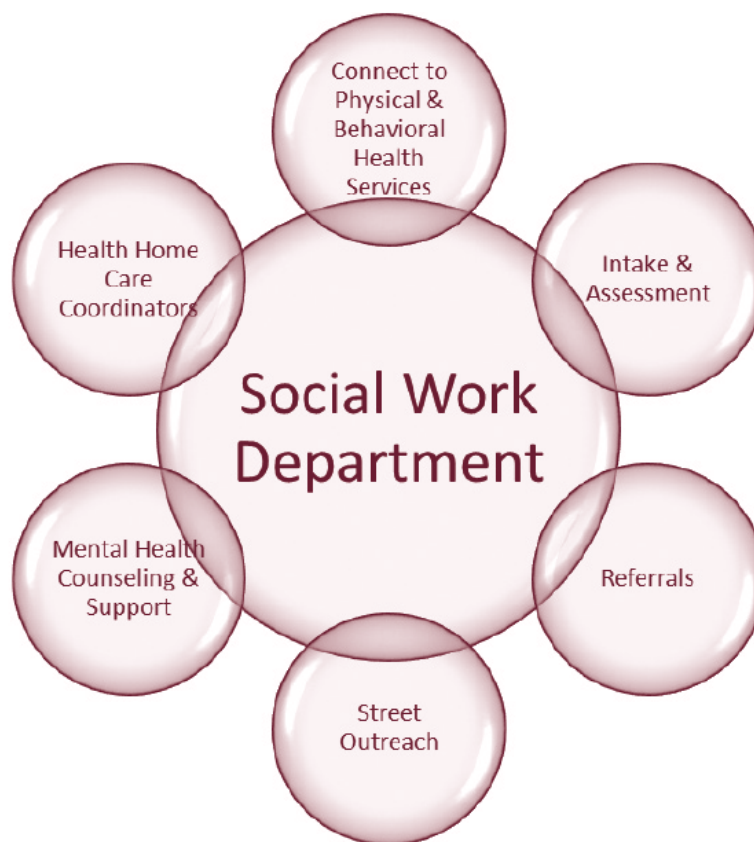 Connect to
Physical &
Behavioral
Health
Services
Intake &
Assessment
Referrals
Street
Outreach
Mental Health
Counseling &
Support
Health Home
Care
Coordinators
Social Work
Department